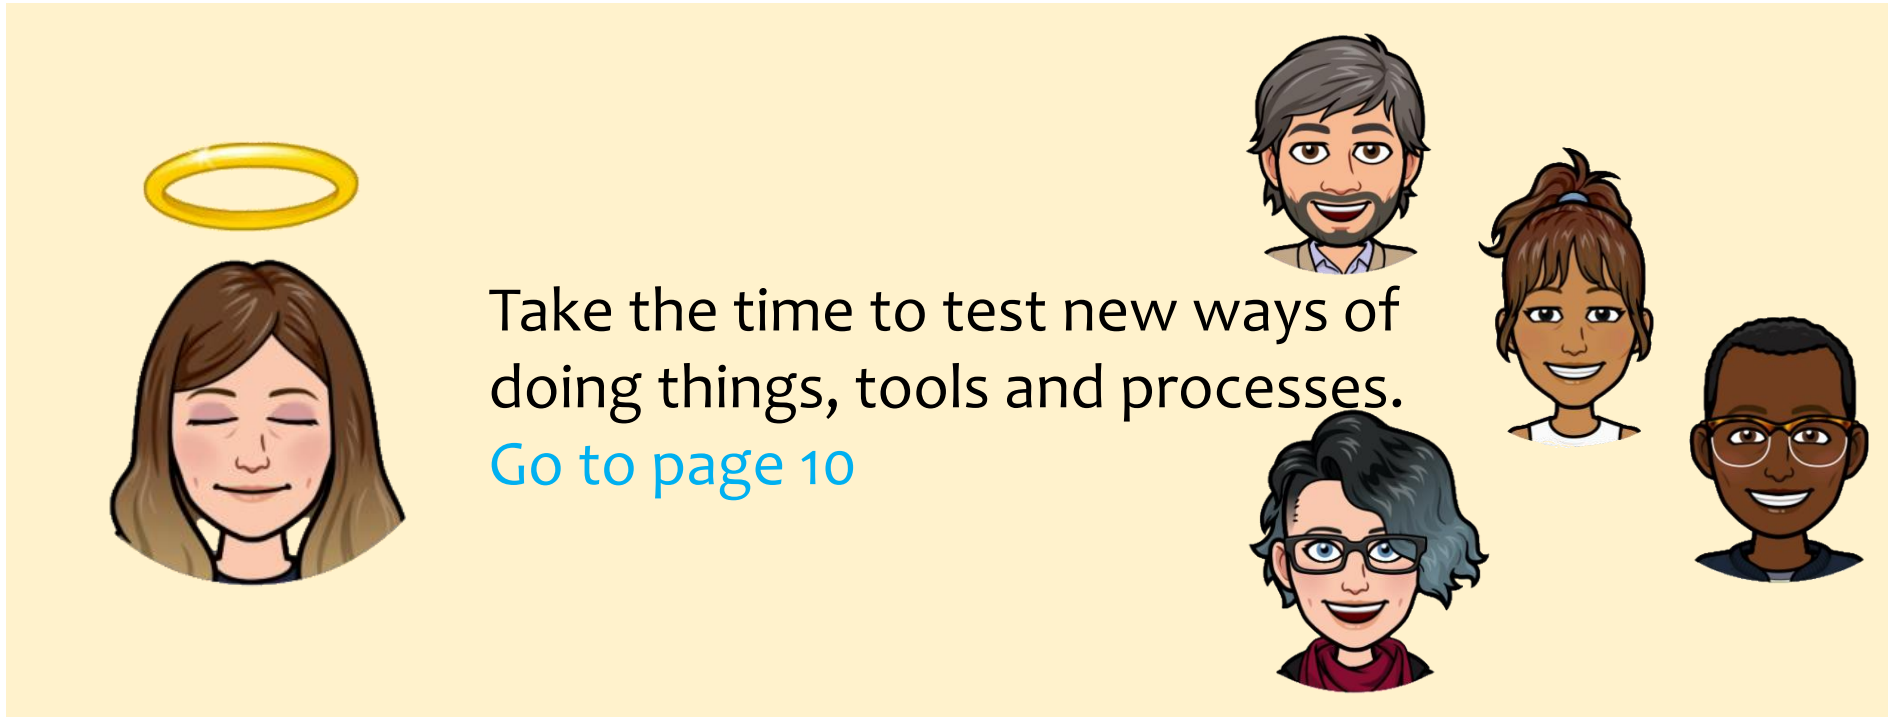 Take the time to test new ways of
doing things, tools and processes.
Go to page 10